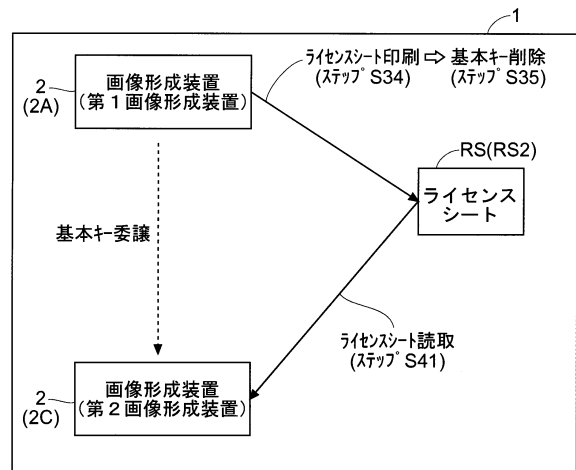 1
2
(2A)
画像形成装置
(第1画像形成装置)
ライセンスシート印刷⇨基本キー削除
(ステップS34) (ステップS35)
RS(RS2)
ライセンス
シート
基本キー委譲
ライセンスシート読取
(ステップS41)
2
(2C)
画像形成装置
(第2画像形成装置)